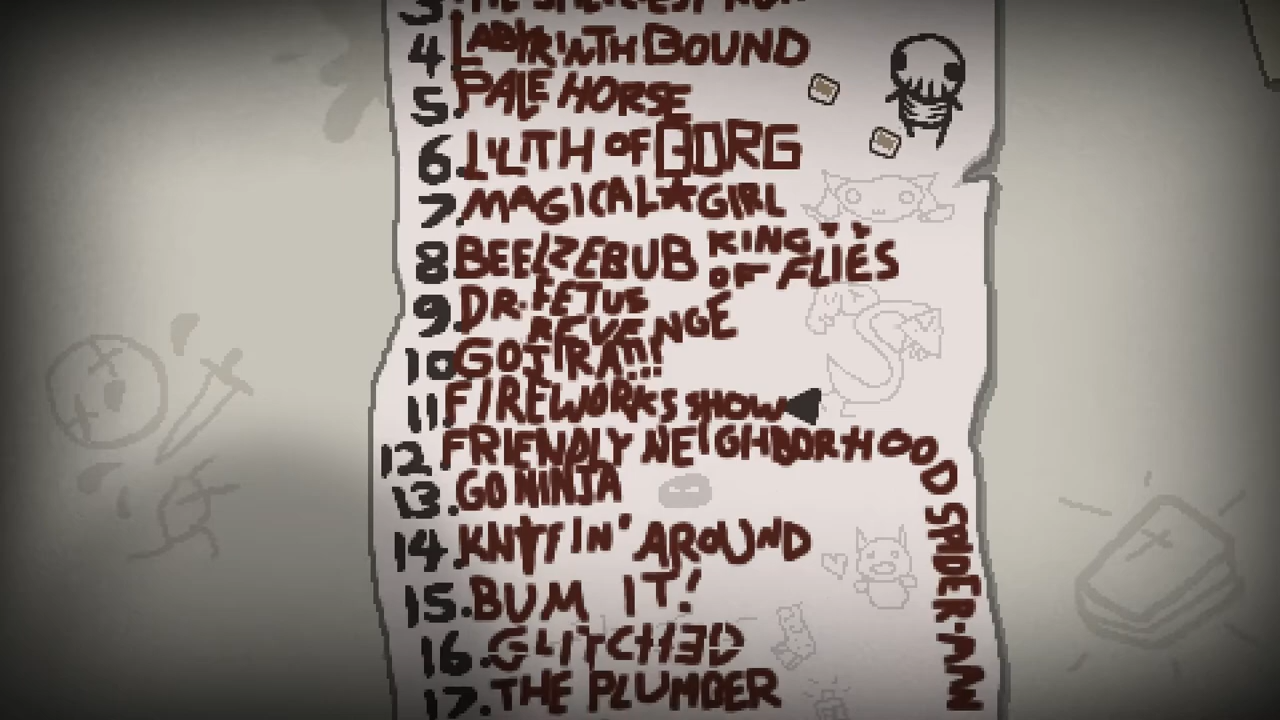 4 LABYRINTH BOUND
5. PALE HORSE
6. LILITH OF BORG
7. MAGICAL★GIRL
8. BEELZEBUB KING OF FLIES
9. DR. FETUS REVENGE
10 GOJIRA!!!
11. FIREWORKS SHOW
12. FRIENDLY NEIGHBORHOOD SPIDER-MAN
13. GO NINJA
14. KNIFIN' AROUND
15. BUM IT!
16. GLITCH3D
17. THE PLUMBER